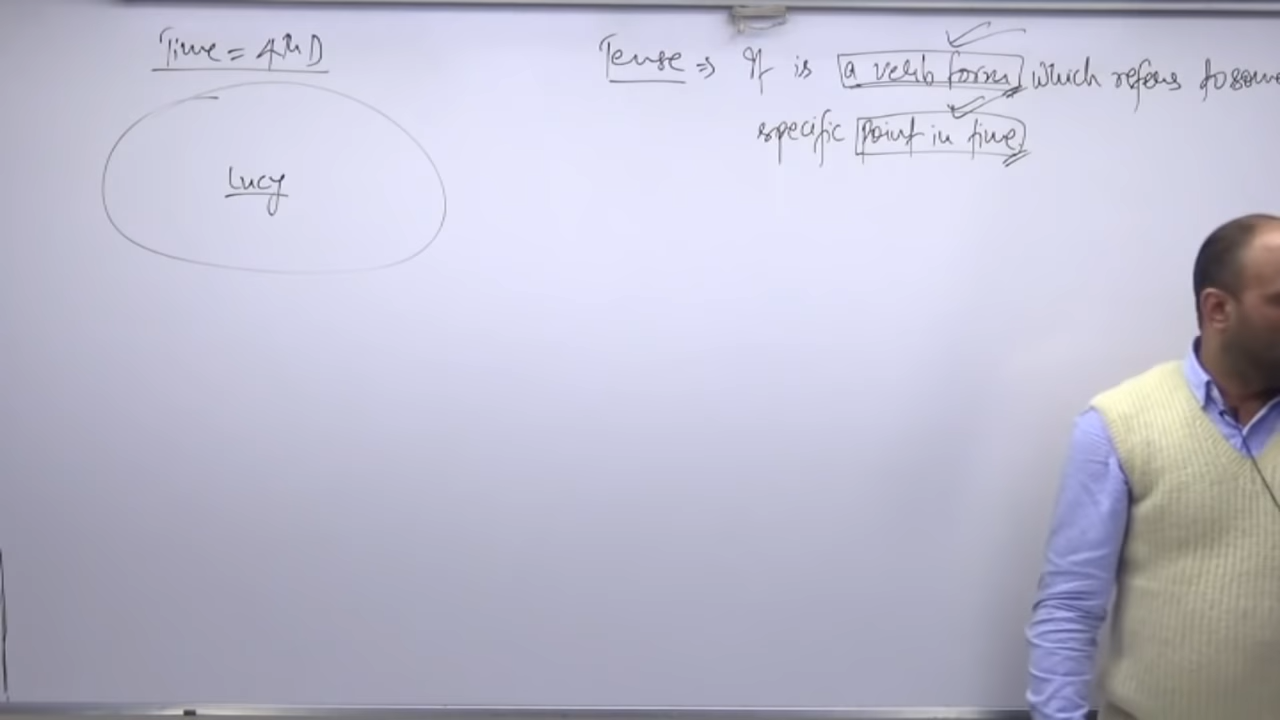 Time = 4th D
Lucy
Tense ⇒ It is a verb form which refers to some
specific point in time